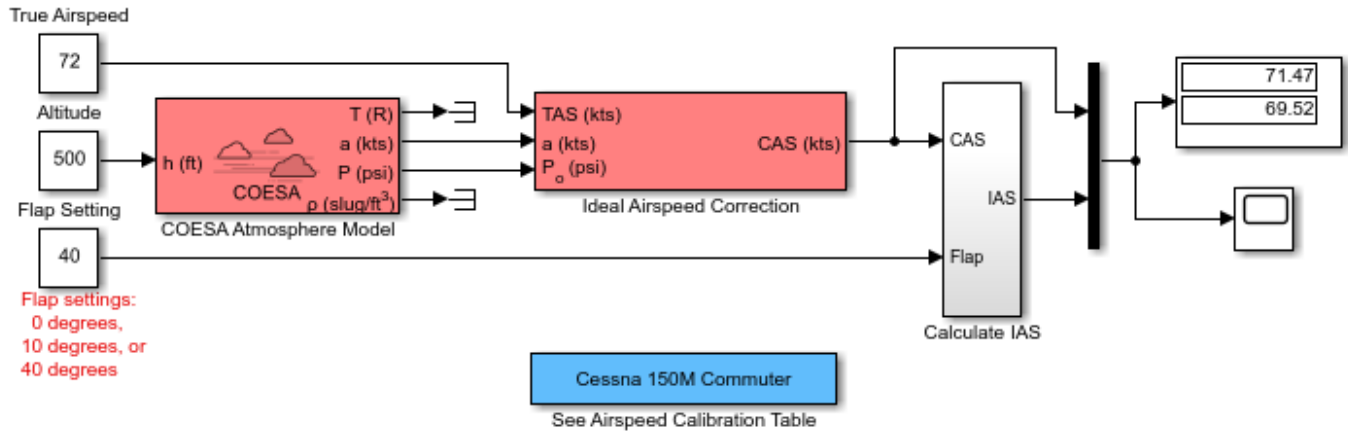 True Airspeed
72
Altitude
500
Flap Setting
40
Flap settings:
0 degrees,
10 degrees, or
40 degrees
h (ft)
COESA
T (R)
a (kts)
P (psi)
ρ (slug/ft³)
COESA Atmosphere Model
TAS (kts)
a (kts)
Pₒ (psi)
CAS (kts)
Ideal Airspeed Correction
CAS
IAS
Flap
Calculate IAS
71.47
69.52
Cessna 150M Commuter
See Airspeed Calibration Table